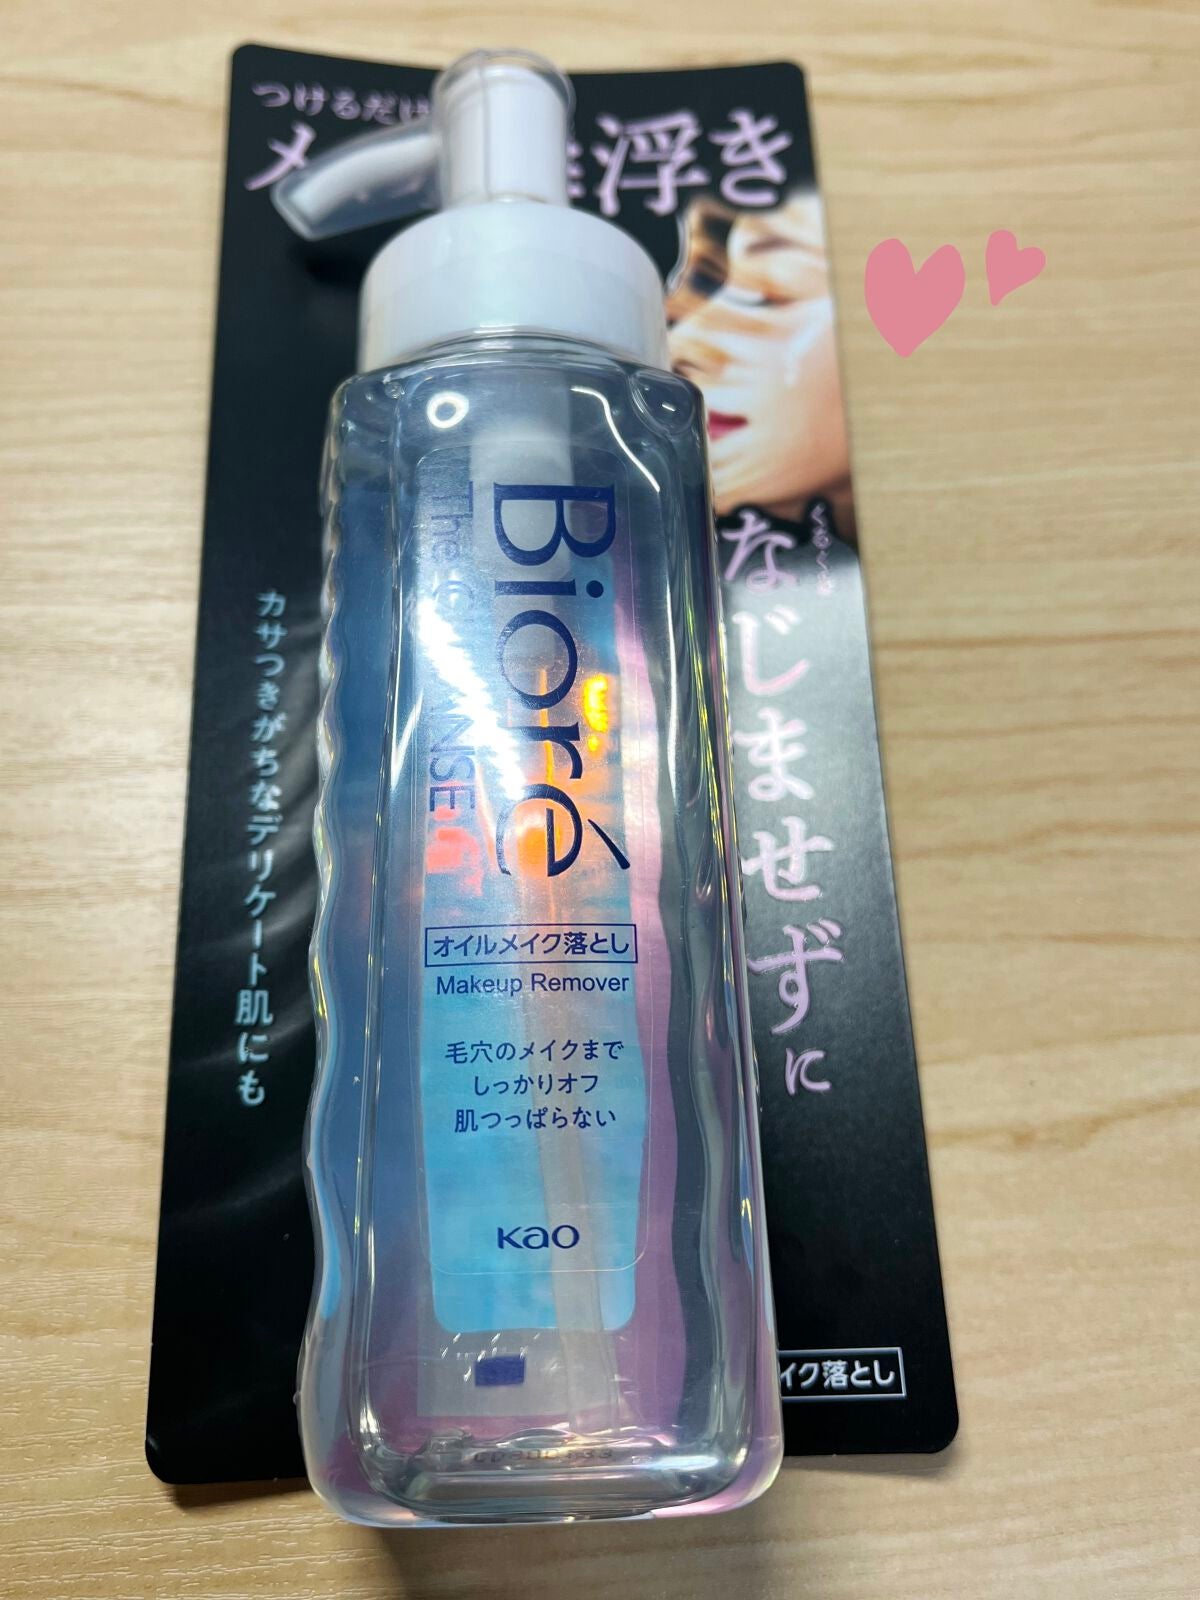 つけるだけ
メ 浮き
くるくる
なじませずに
カサつきがちなデリケート肌にも
Bioré
The CLEANSE
オイルメイク落とし
Makeup Remover
毛穴のメイクまで
しっかりオフ
肌つっぱらない
Kao
イク落とし